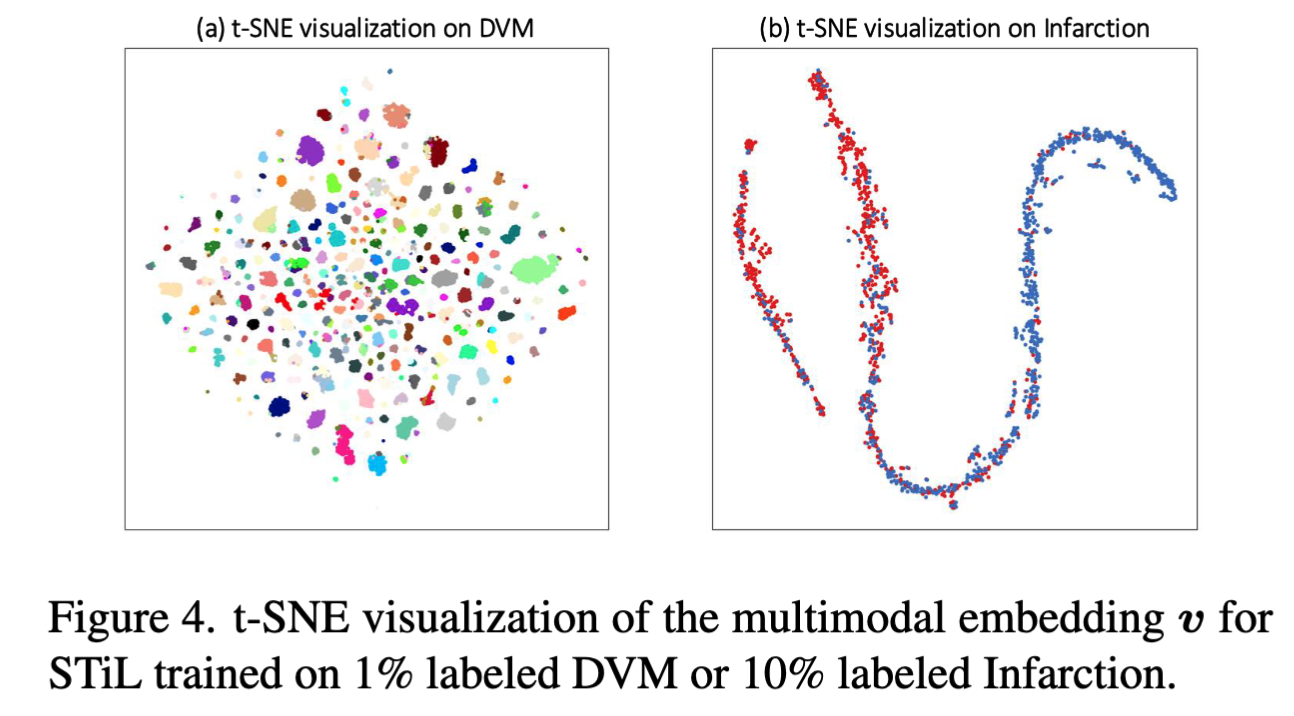 (a) t-SNE visualization on DVM
(b) t-SNE visualization on Infarction
Figure 4. t-SNE visualization of the multimodal embedding v for
STiL trained on 1% labeled DVM or 10% labeled Infarction.